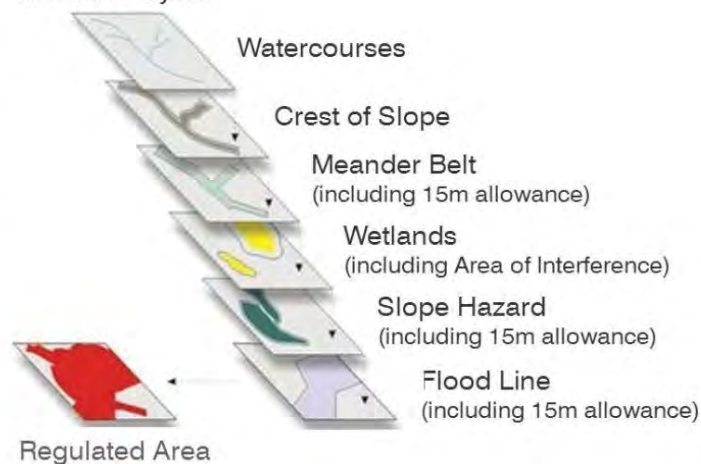 Watercourses
Crest of Slope
Meander Belt
(including 15m allowance)
Wetlands
(including Area of Interference)
Slope Hazard
(including 15m allowance)
Flood Line
(including 15m allowance)
Regulated Area